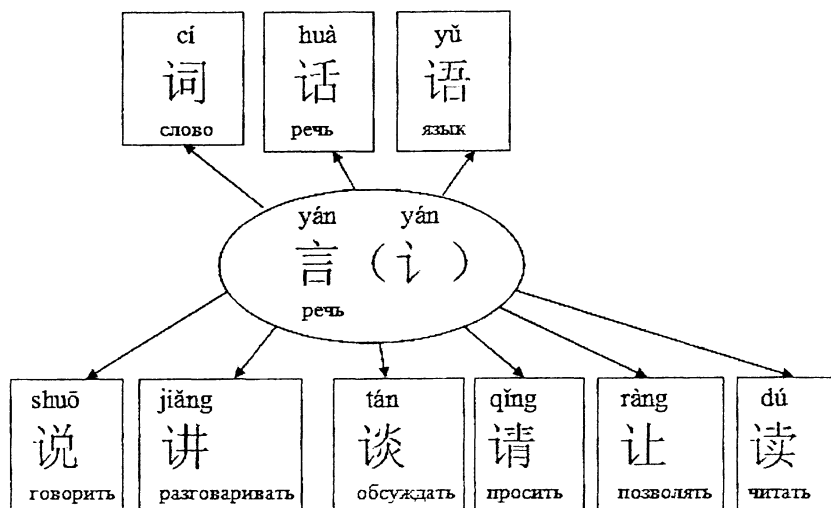 cí
词
слово
huà
话
речь
yǔ
语
язык
yán yán
言 (讠)
речь
shuō
说
говорить
jiǎng
讲
разговаривать
tán
谈
обсуждать
qǐng
请
просить
ràng
让
позволять
dú
读
читать